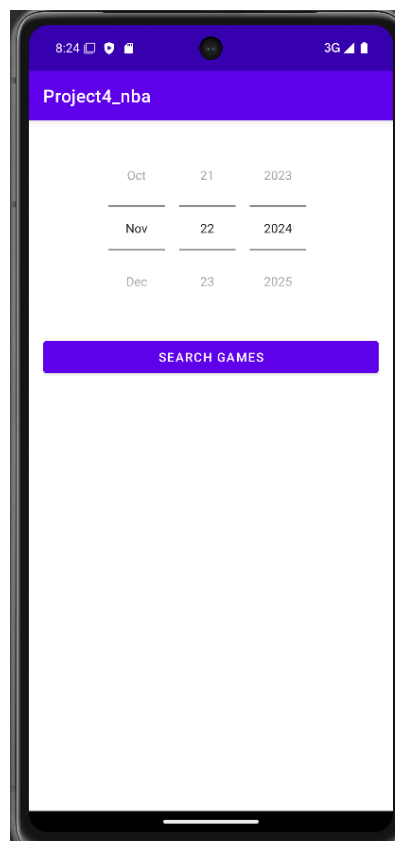 8:24 3G
Project4_nba
Oct 21 2023
Nov 22 2024
Dec 23 2025
SEARCH GAMES